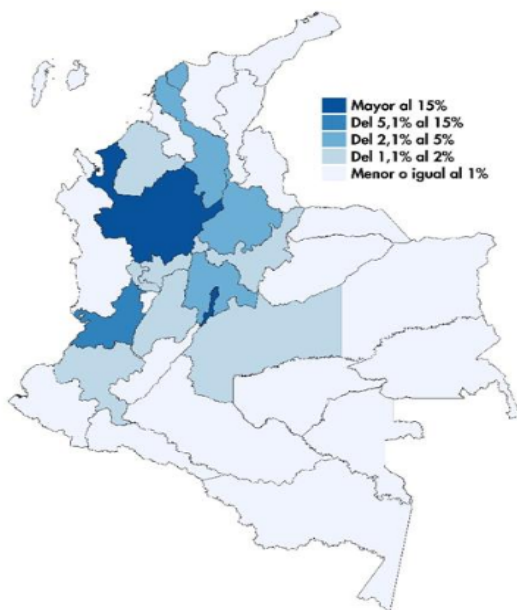 Mayor al 15%
Del 5,1% al 15%
Del 2,1% al 5%
Del 1,1% al 2%
Menor o igual al 1%